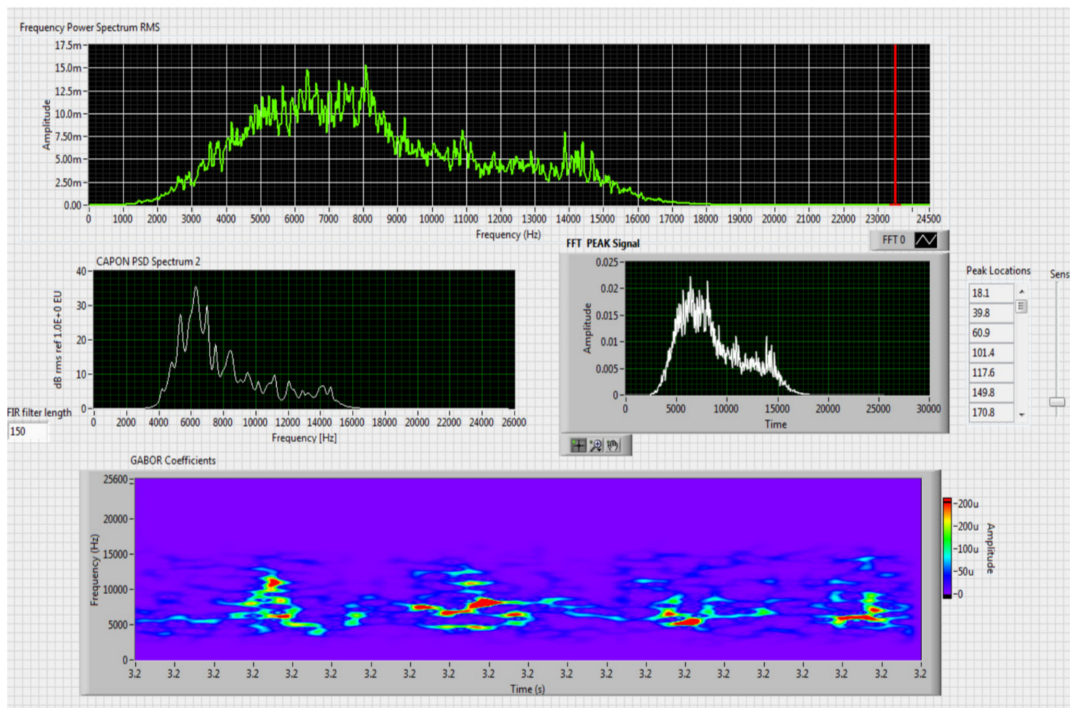 Frequency Power Spectrum RMS
17.5m
15.0m
12.5m
10.0m
7.50m
5.00m
2.50m
0.00
Amplitude
0 1000 2000 3000 4000 5000 6000 7000 8000 9000 10000 11000 12000 13000 14000 15000 16000 17000 18000 19000 20000 21000 22000 23000 24500
Frequency (Hz)
CAPON PSD Spectrum 2
40
30
20
10
0
dB rms ref 1.0E+0 EU
0 2000 4000 6000 8000 10000 12000 14000 16000 18000 20000 22000 24000 26000
Frequency [Hz]
FIR filter length
150
FFT PEAK Signal
FFT 0
0.025
0.02
0.015
0.01
0.005
0
Amplitude
0 5000 10000 15000 20000 25000 30000
Time
Peak Locations
18.1
39.8
60.9
101.4
117.6
149.8
170.8
Sens
GABOR Coefficients
25600
20000
15000
10000
5000
0
Frequency (Hz)
3.2 3.2 3.2 3.2 3.2 3.2 3.2 3.2 3.2 3.2 3.2 3.2 3.2 3.2 3.2 3.2 3.2 3.2 3.2 3.2 3.2
Time (s)
200u
200u
100u
50u
0
Amplitude